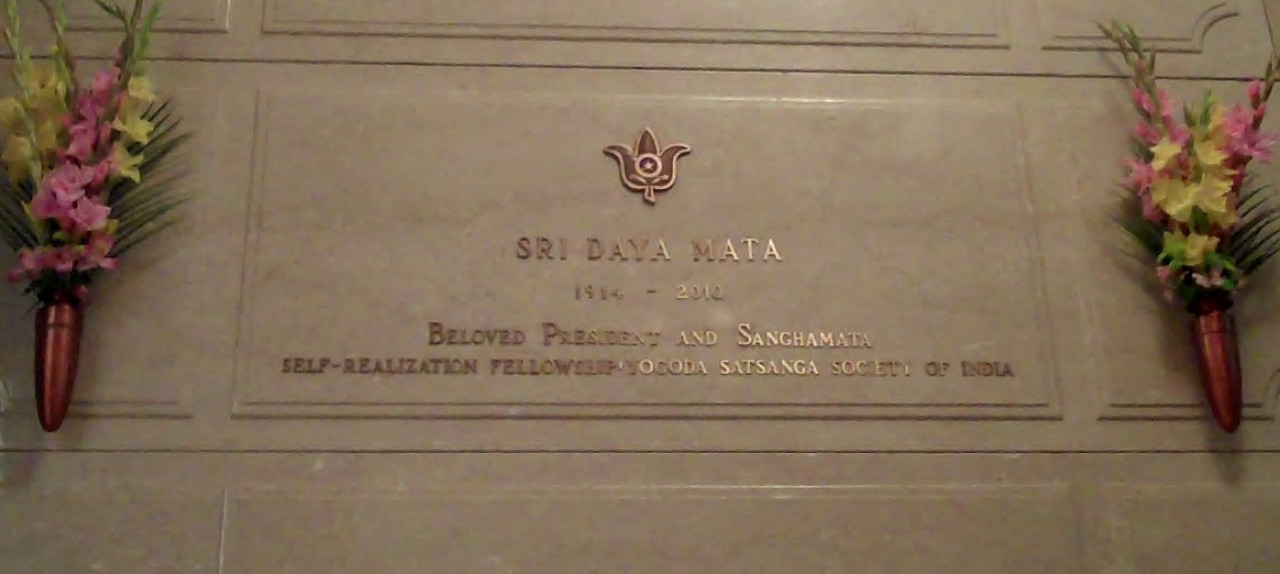 SRI DAYA MATA
1914 - 2010
BELOVED PRESIDENT AND SANGHAMATA
SELF-REALIZATION FELLOWSHIP/YOGODA SATSANGA SOCIETY OF INDIA